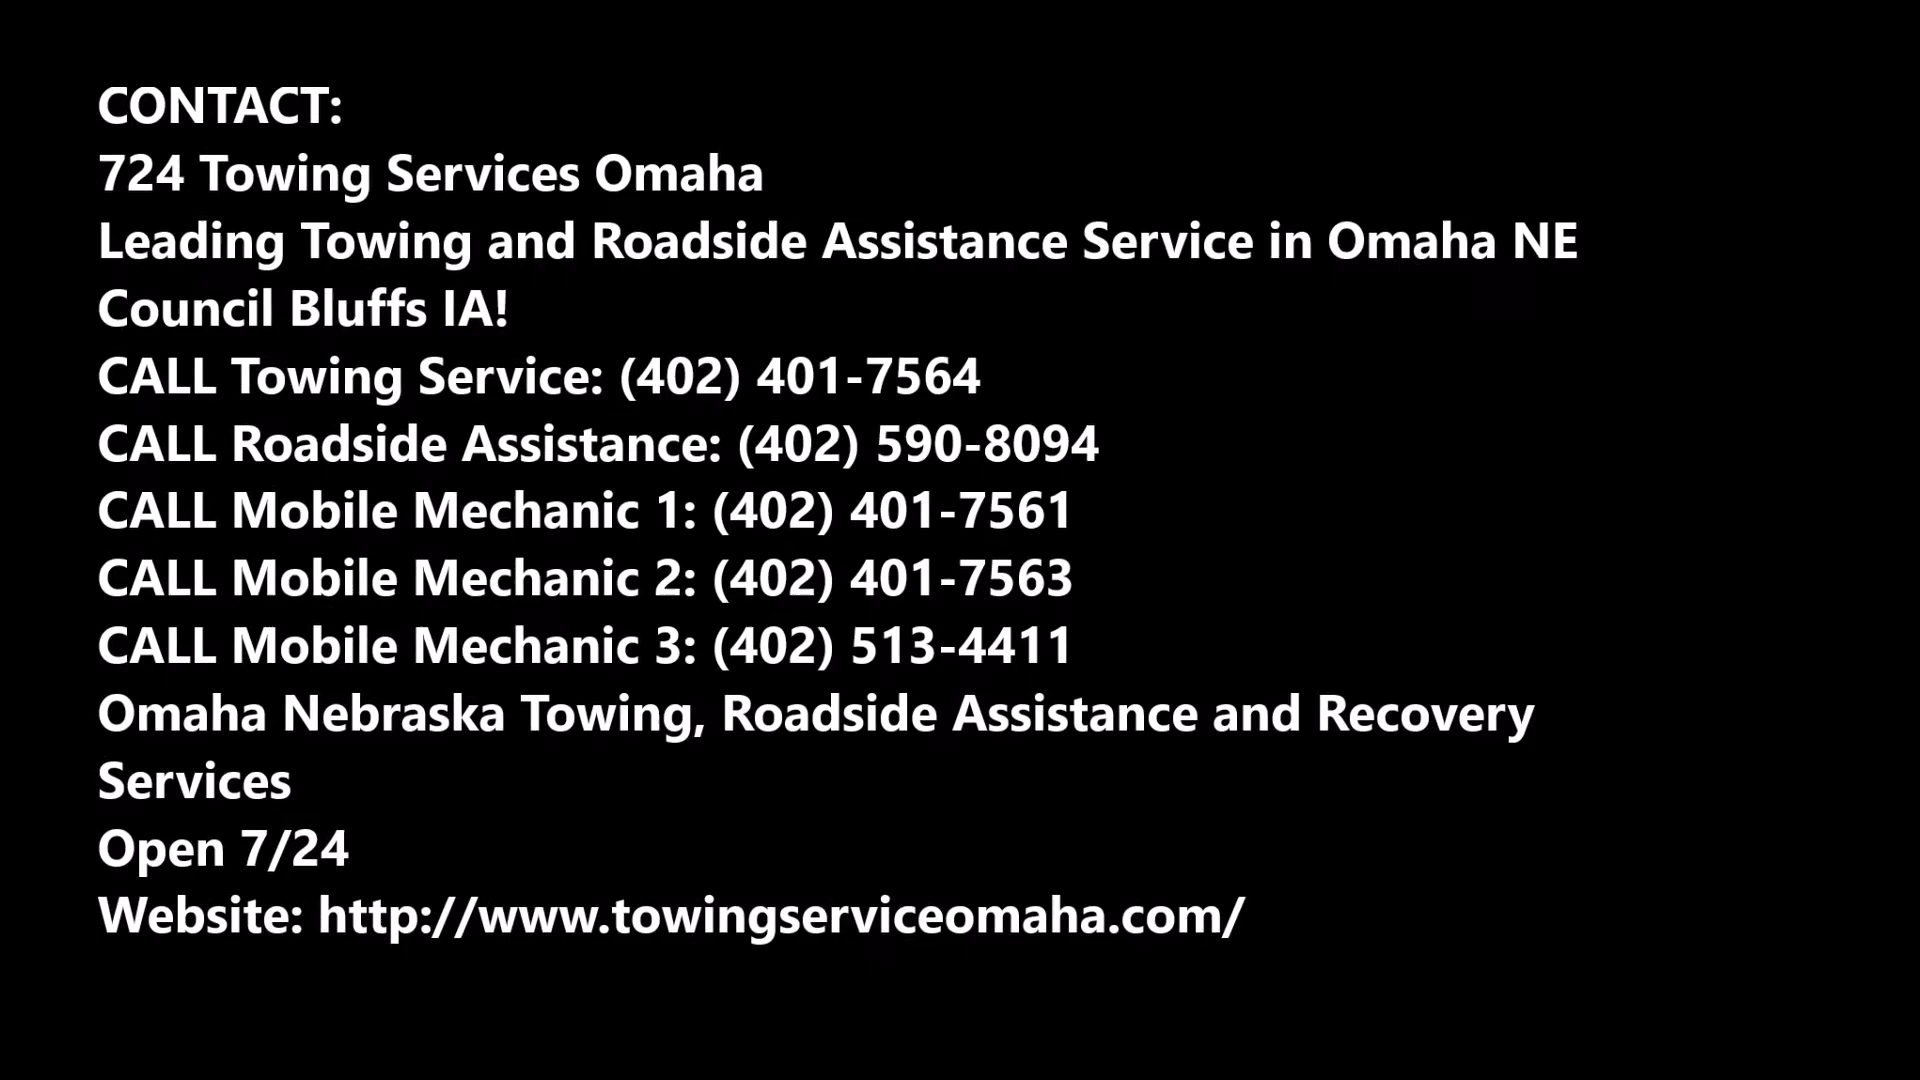 CONTACT:
724 Towing Services Omaha
Leading Towing and Roadside Assistance Service in Omaha NE
Council Bluffs IA!
CALL Towing Service: (402) 401-7564
CALL Roadside Assistance: (402) 590-8094
CALL Mobile Mechanic 1: (402) 401-7561
CALL Mobile Mechanic 2: (402) 401-7563
CALL Mobile Mechanic 3: (402) 513-4411
Omaha Nebraska Towing, Roadside Assistance and Recovery
Services
Open 7/24
Website: http://www.towingserviceomaha.com/